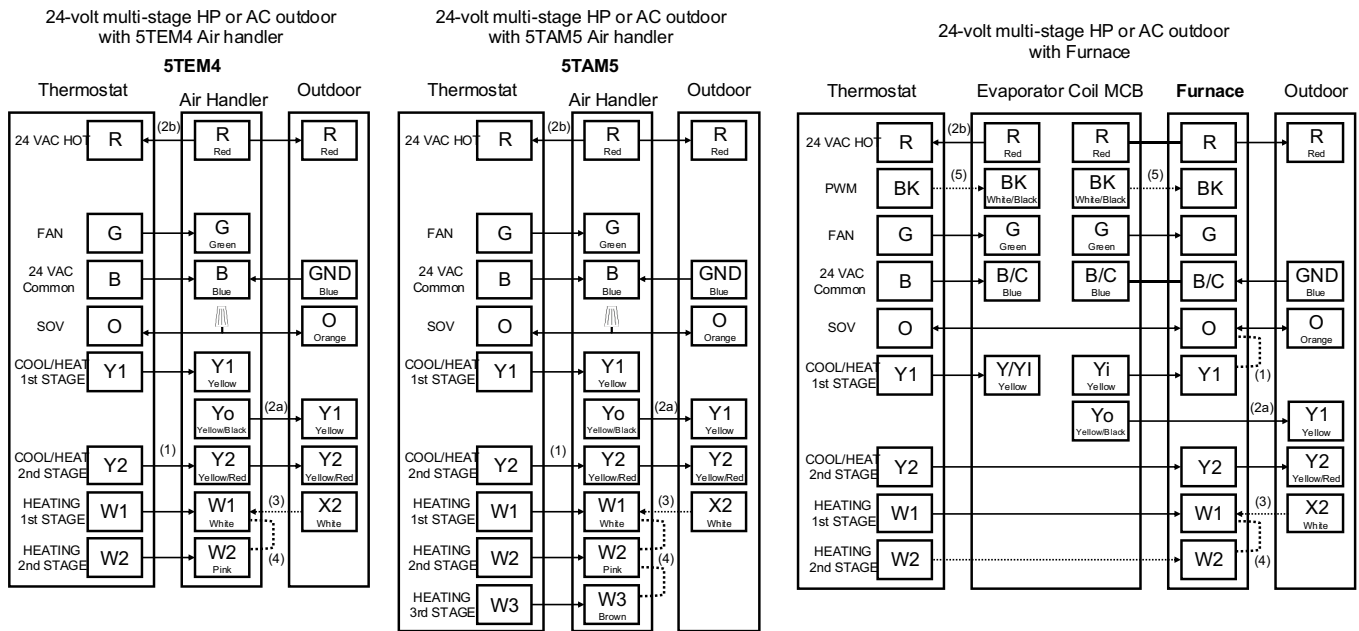 24-volt multi-stage HP or AC outdoor
with 5TEM4 Air handler
5TEM4
Thermostat
Air Handler
Outdoor
24 VAC HOT
R
(2b)
R
Red
R
Red
FAN
G
G
Green
24 VAC
Common
B
B
Blue
GND
Blue
SOV
O
O
Orange
COOL/HEAT
1st STAGE
Y1
Y1
Yellow
Yo
Yellow/Black
(2a)
Y1
Yellow
COOL/HEAT
2nd STAGE
Y2
(1)
Y2
Yellow/Red
Y2
Yellow/Red
HEATING
1st STAGE
W1
W1
White
(3)
X2
White
HEATING
2nd STAGE
W2
W2
Pink
(4)
24-volt multi-stage HP or AC outdoor
with 5TAM5 Air handler
5TAM5
Thermostat
Air Handler
Outdoor
24 VAC HOT
R
(2b)
R
Red
R
Red
FAN
G
G
Green
24 VAC
Common
B
B
Blue
GND
Blue
SOV
O
O
Orange
COOL/HEAT
1st STAGE
Y1
Y1
Yellow
Yo
Yellow/Black
(2a)
Y1
Yellow
COOL/HEAT
2nd STAGE
Y2
(1)
Y2
Yellow/Red
Y2
Yellow/Red
HEATING
1st STAGE
W1
W1
White
(3)
X2
White
HEATING
2nd STAGE
W2
W2
Pink
(4)
HEATING
3rd STAGE
W3
W3
Brown
24-volt multi-stage HP or AC outdoor
with Furnace
Thermostat
Evaporator Coil MCB
Furnace
Outdoor
24 VAC HOT
R
(2b)
R
Red
R
Red
R
R
Red
PWM
BK
(5)
BK
White/Black
BK
White/Black
(5)
BK
FAN
G
G
Green
G
Green
G
24 VAC
Common
B
B/C
Blue
B/C
Blue
B/C
GND
Blue
SOV
O
O
O
Orange
COOL/HEAT
1st STAGE
Y1
Y/YI
Yellow
Yi
Yellow
Y1
(1)
Yo
Yellow/Black
(2a)
Y1
Yellow
COOL/HEAT
2nd STAGE
Y2
Y2
Y2
Yellow/Red
HEATING
1st STAGE
W1
W1
(3)
X2
White
HEATING
2nd STAGE
W2
W2
(4)